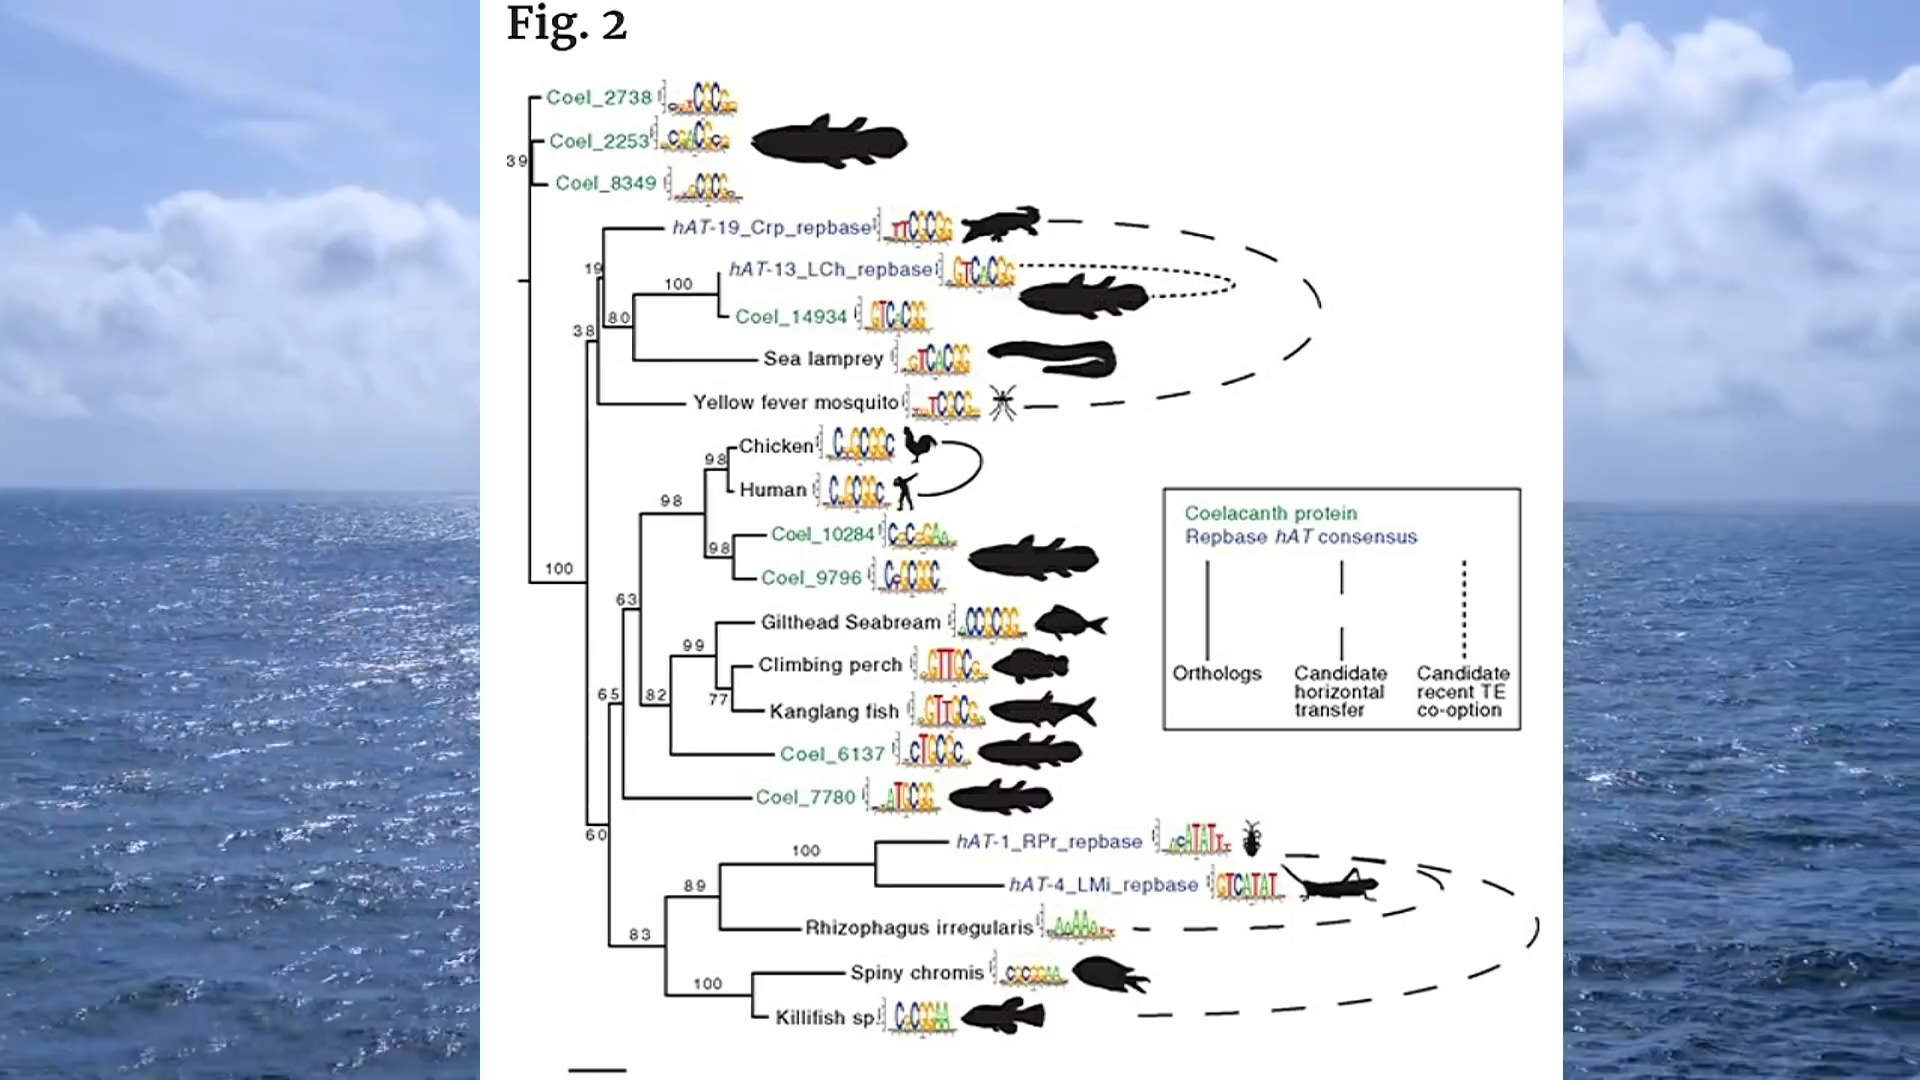 Fig. 2
Coel_2738
Coel_2253
39
Coel_8349
hAT-19_Crp_repbase
19
hAT-13_LCh_repbase
100
Coel_14934
80
38
Sea lamprey
Yellow fever mosquito
Chicken
98
Human
98
Coel_10284
98
Coel_9796
100
63
Gilthead Seabream
99
Climbing perch
65
82
77
Kanglang fish
Coel_6137
Coel_7780
60
hAT-1_RPr_repbase
100
hAT-4_LMi_repbase
89
Rhizophagus irregularis
83
Spiny chromis
100
Killifish sp.
Coelacanth protein
Repbase hAT consensus
Orthologs
Candidate
horizontal
transfer
Candidate
recent TE
co-option